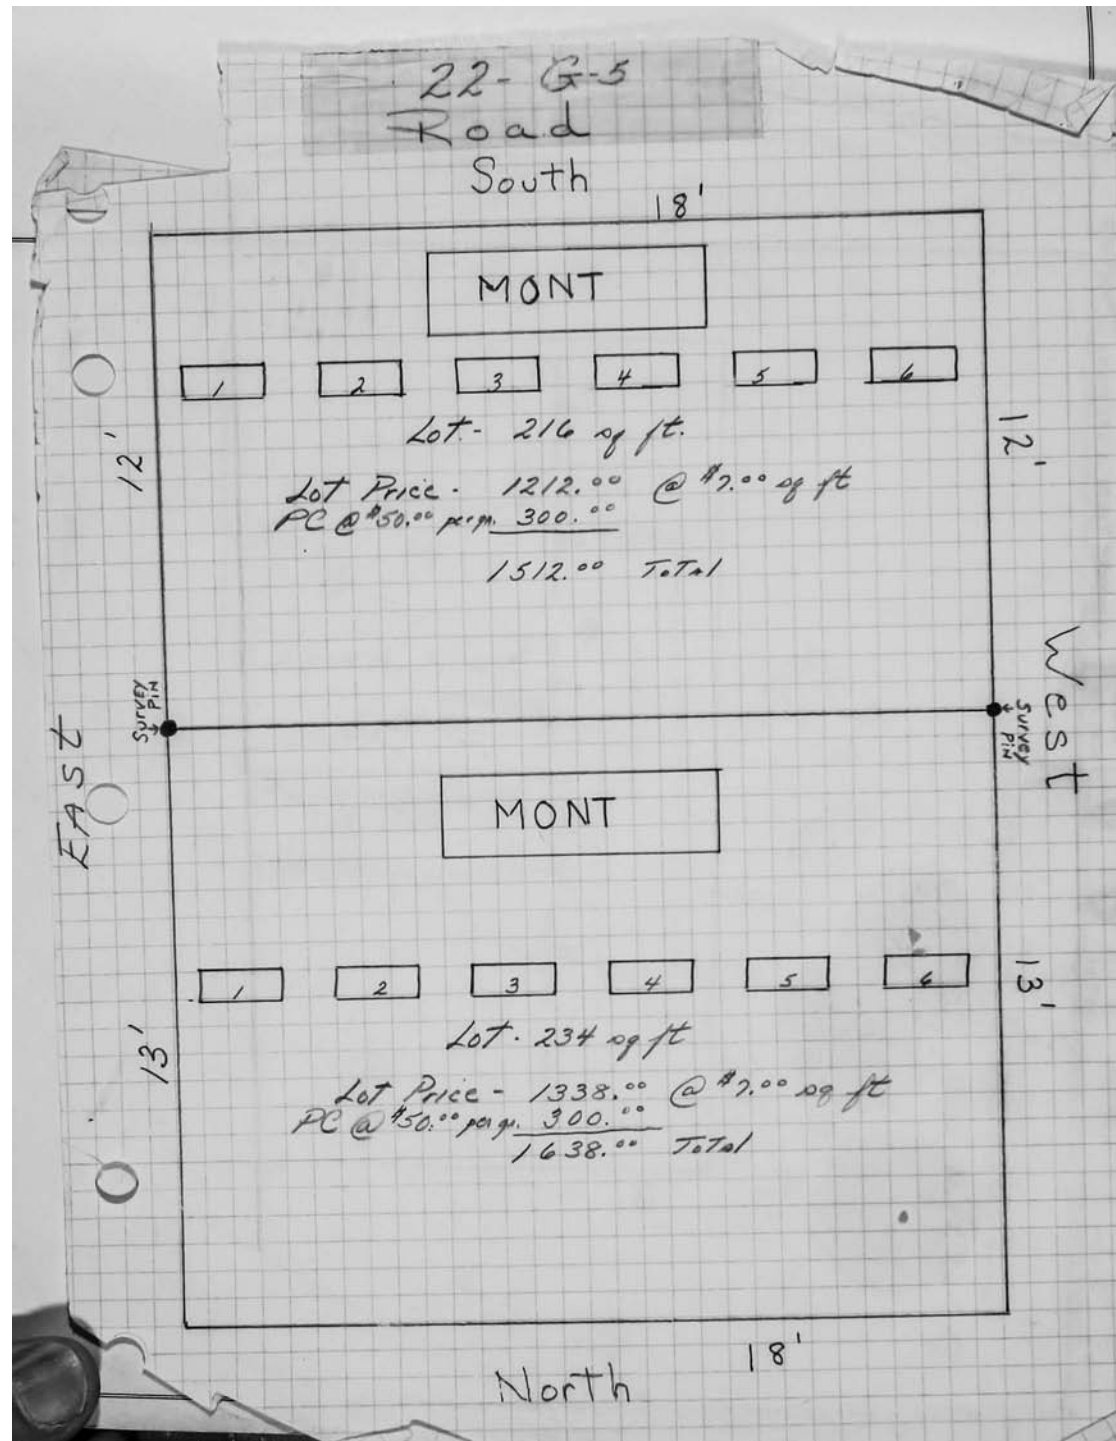 22-G-5
Road
South
18'
MONT
1 2 3 4 5 6
12'
12'
Lot- 216 sq ft.
Lot Price - 1212.00 @ $7.00 sq ft
PC @ $50.00 per gr. 300.00
1512.00 Total
SURVEY PIN
East
West
SURVEY PIN
MONT
1 2 3 4 5 6
13'
13'
Lot - 234 sq ft
Lot Price - 1338.00 @ $7.00 sq ft
PC @ $50.00 per gr. 300.00
1638.00 Total
18'
North